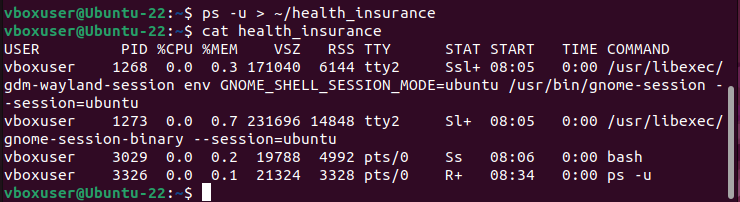 vboxuser@Ubuntu-22:~$ ps -u > ~/health_insurance
vboxuser@Ubuntu-22:~$ cat health_insurance
USER         PID %CPU %MEM    VSZ   RSS TTY      STAT START   TIME COMMAND
vboxuser    1268  0.0  0.3 171040  6144 tty2     Ssl+ 08:05   0:00 /usr/libexec/
gdm-wayland-session env GNOME_SHELL_SESSION_MODE=ubuntu /usr/bin/gnome-session -
-session=ubuntu
vboxuser    1273  0.0  0.7 231696 14848 tty2     Sl+  08:05   0:00 /usr/libexec/
gnome-session-binary --session=ubuntu
vboxuser    3029  0.0  0.2  19788  4992 pts/0    Ss   08:06   0:00 bash
vboxuser    3326  0.0  0.1  21324  3328 pts/0    R+   08:34   0:00 ps -u
vboxuser@Ubuntu-22:~$